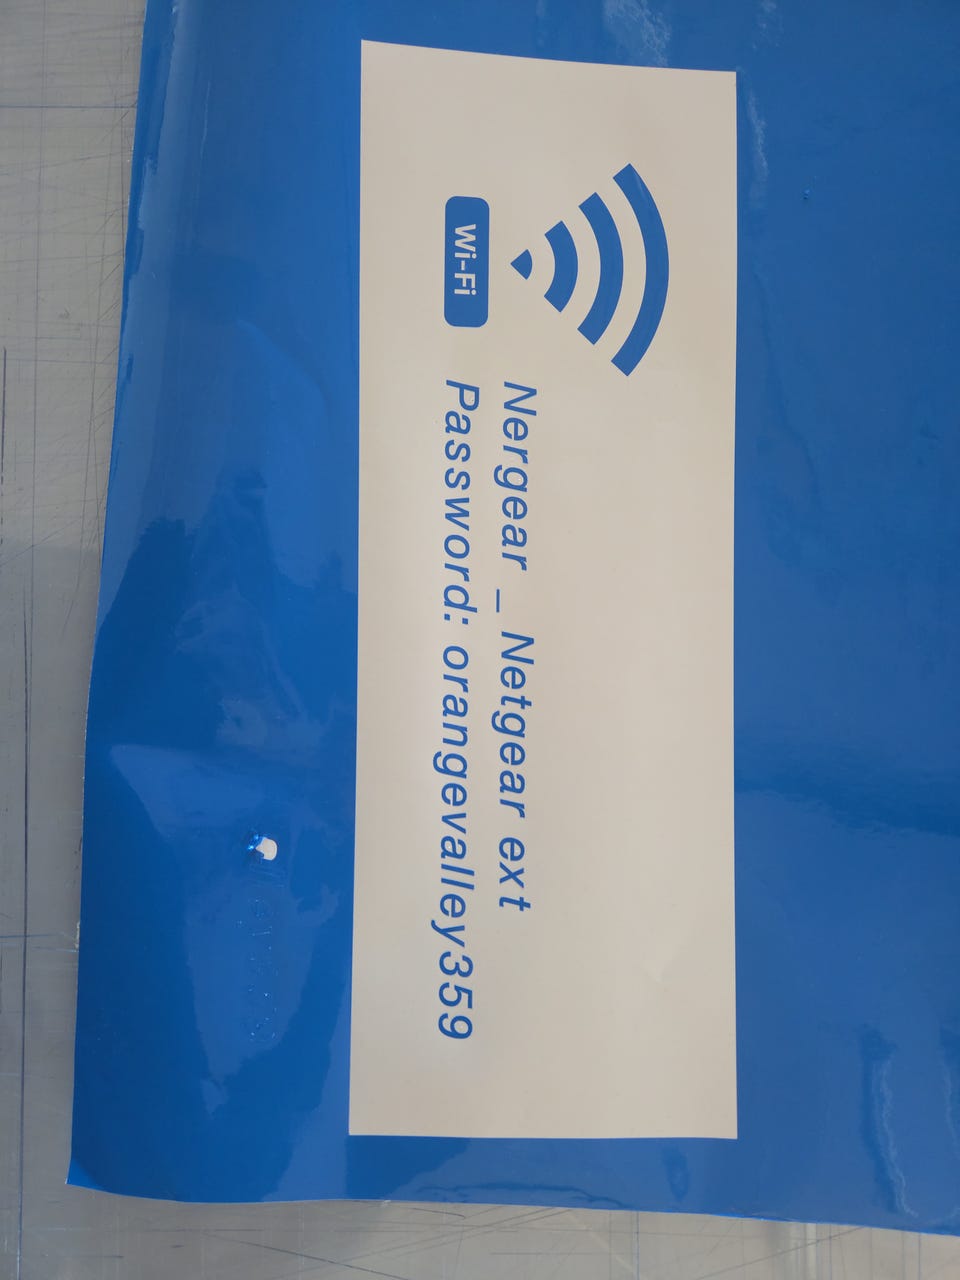 Wi-Fi
Nergear _ Netgear ext
Password: orangevalley359